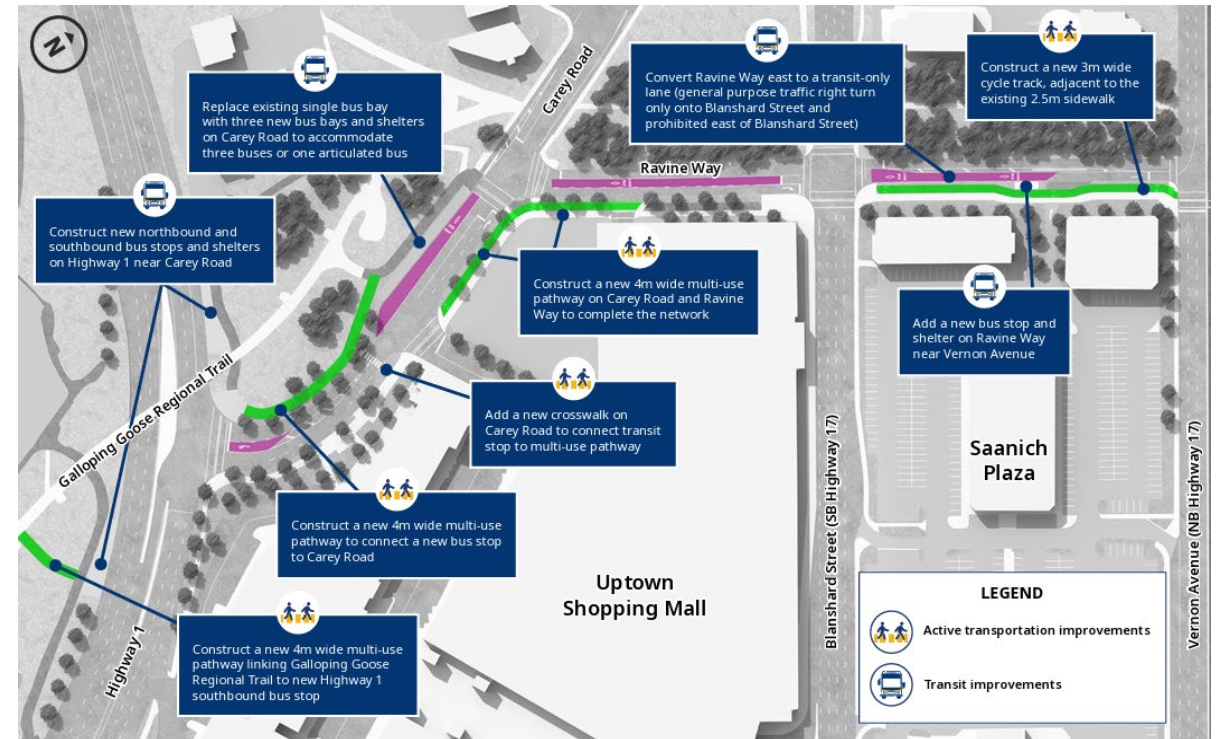 N
Replace existing single bus bay
with three new bus bays and shelters
on Carey Road to accommodate
three buses or one articulated bus
Carey Road
Convert Ravine Way east to a transit-only
lane (general purpose traffic right turn
only onto Blanshard Street and
prohibited east of Blanshard Street)
Construct a new 3m wide
cycle track, adjacent to the
existing 2.5m sidewalk
Ravine Way
Construct new northbound and
southbound bus stops and shelters
on Highway 1 near Carey Road
Construct a new 4m wide multi-use
pathway on Carey Road and Ravine
Way to complete the network
Add a new bus stop and
shelter on Ravine Way
near Vernon Avenue
Galloping Goose Regional Trail
Add a new crosswalk on
Carey Road to connect transit
stop to multi-use pathway
Saanich
Plaza
Construct a new 4m wide multi-use
pathway to connect a new bus stop
to Carey Road
Uptown
Shopping Mall
Blanshard Street (SB Highway 17)
Vernon Avenue (NB Highway 17)
Highway 1
Construct a new 4m wide multi-use
pathway linking Galloping Goose
Regional Trail to new Highway 1
southbound bus stop
LEGEND
Active transportation improvements
Transit improvements